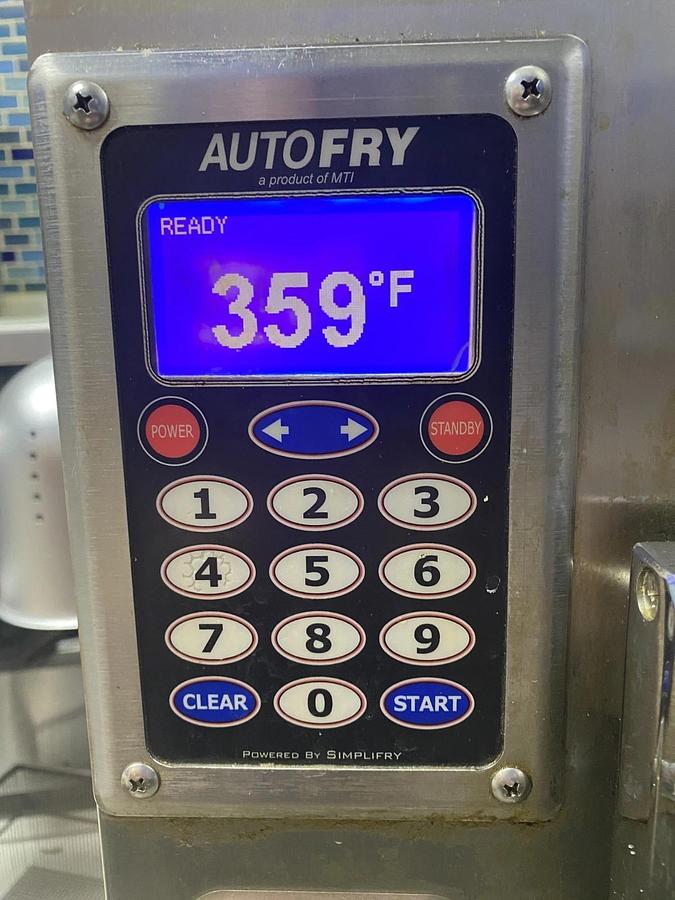 AUTOFRY
a product of MTI
READY
359°F
POWER
STANDBY
1 2 3
4 5 6
7 8 9
CLEAR 0 START
POWERED BY SIMPLIFRY